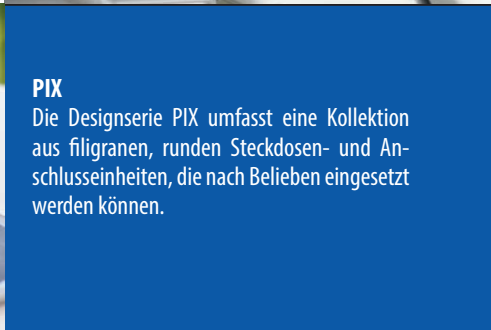 PIX
Die Designserie PIX umfasst eine Kollektion
aus filigranen, runden Steckdosen- und An-
schlusseinheiten, die nach Belieben eingesetzt
werden können.